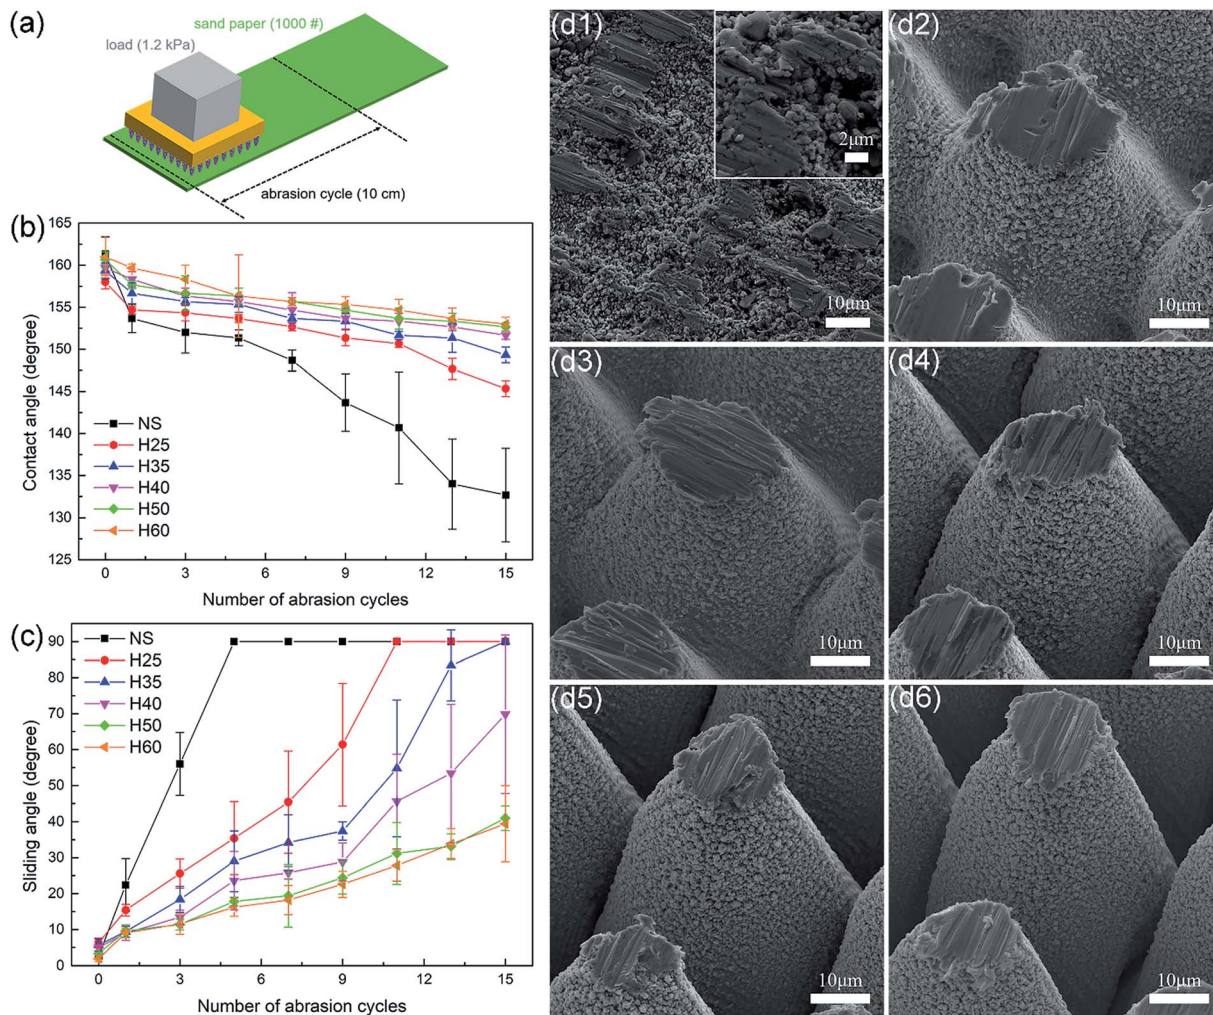 (a)
sand paper (1000 #)
load (1.2 kPa)
abrasion cycle (10 cm)
(b)
165
160
155
150
145
140
135
130
125
Contact angle (degree)
NS
H25
H35
H40
H50
H60
0 3 6 9 12 15
Number of abrasion cycles
(c)
90
80
70
60
50
40
30
20
10
0
Sliding angle (degree)
NS
H25
H35
H40
H50
H60
0 3 6 9 12 15
Number of abrasion cycles
(d1)
2μm
10μm
(d2)
10μm
(d3)
10μm
(d4)
10μm
(d5)
10μm
(d6)
10μm